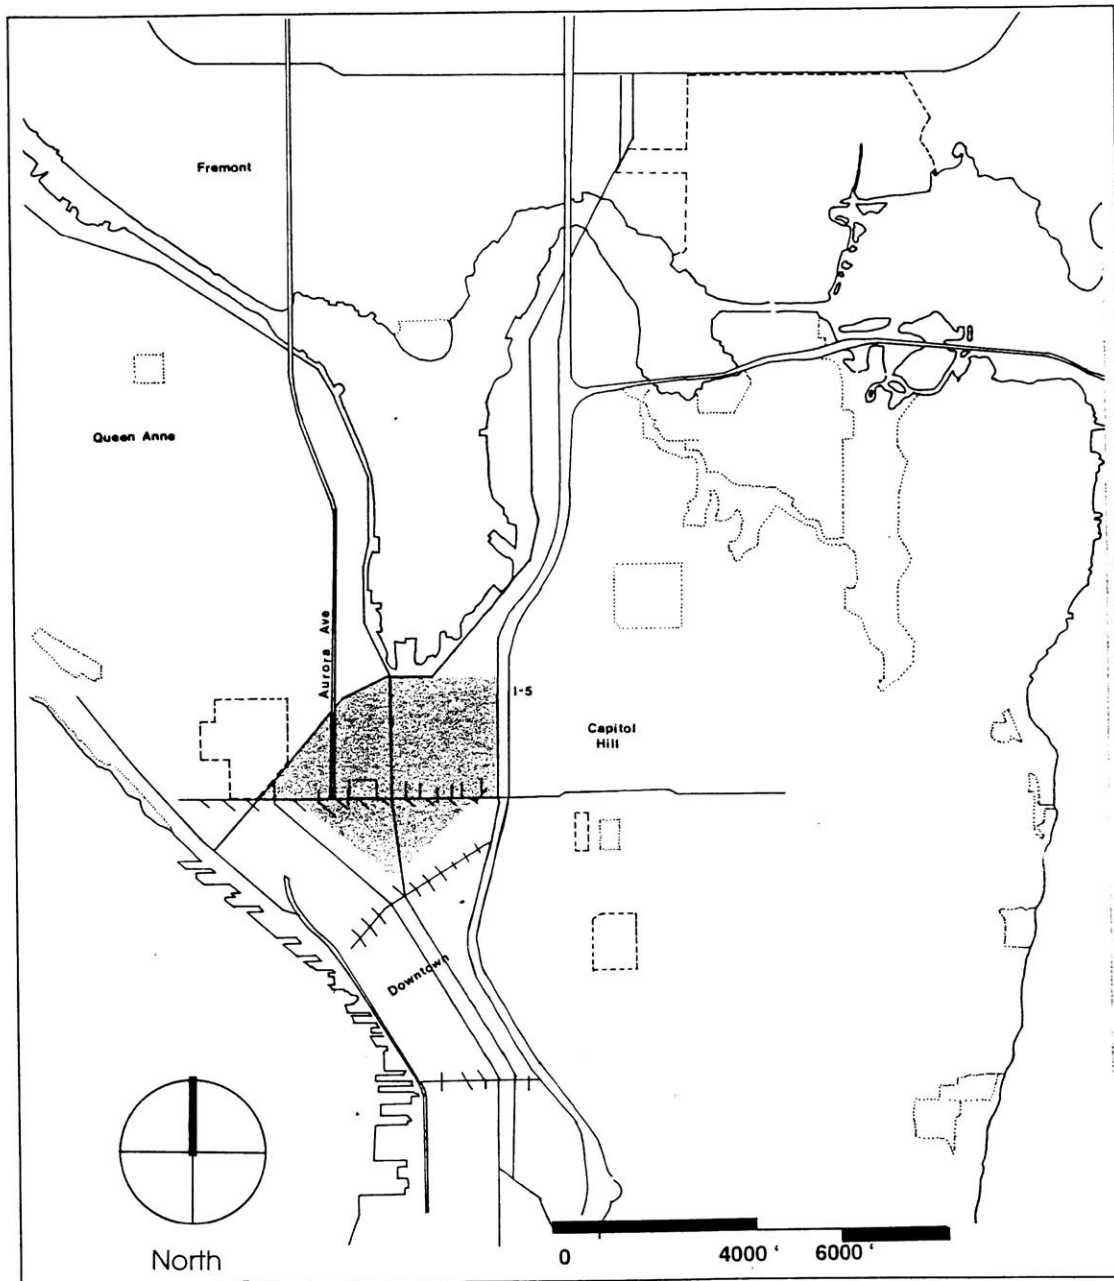 Fremont
Queen Anne
Aurora Ave
I-5
Capitol
Hill
Downtown
North
0 4000 ' 6000 '